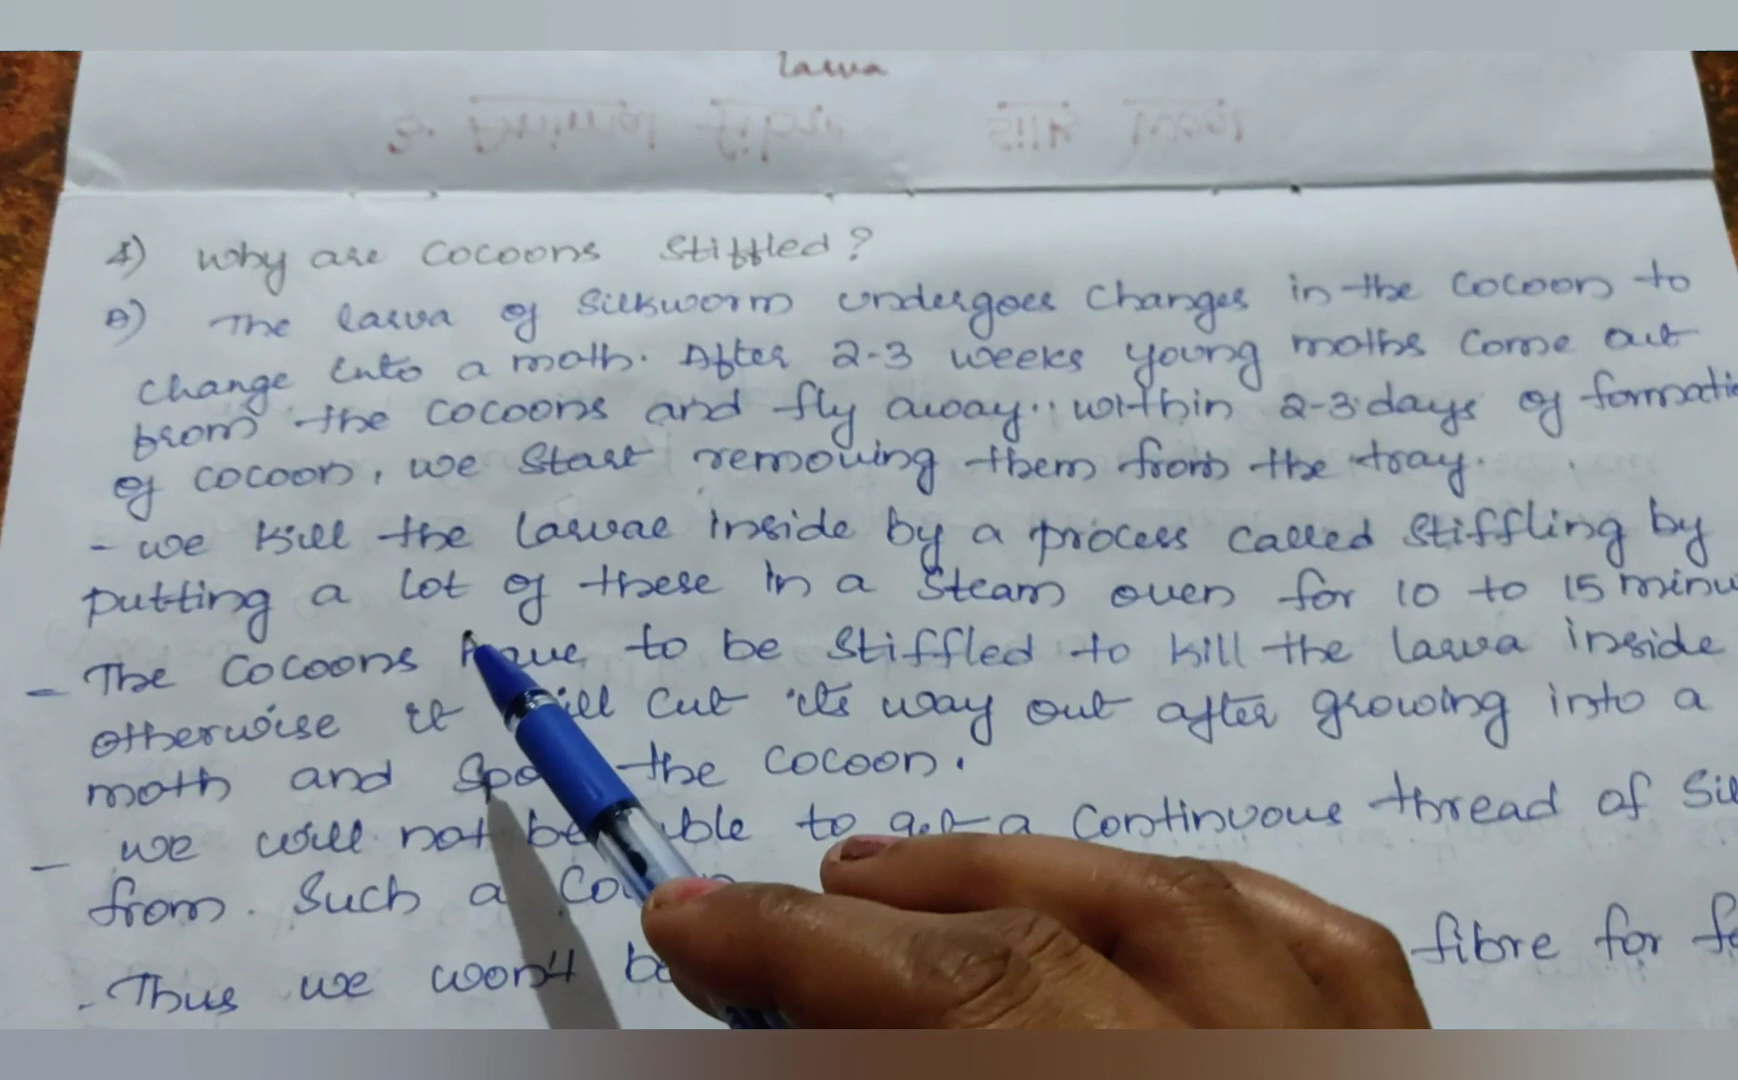 larva
1) Why are Cocoons Stiffled?
A) The larva of Silkworm undergoes Changes in the Cocoon to
change into a moth. After 2-3 weeks young moths Come out
from the cocoons and fly away. within 2-3 days of formatio
of cocoon, we Start removing them from the tray.
- we kill the larvae inside by a process called Stiffling by
putting a lot of these in a Steam oven for 10 to 15 minu
- The Cocoons have to be Stiffled to kill the larva inside
otherwise it will cut its way out after growing into a
moth and the cocoon.
- we will not be able to get a continuous thread of Sil
from. Such a
- Thus we won't fibre for